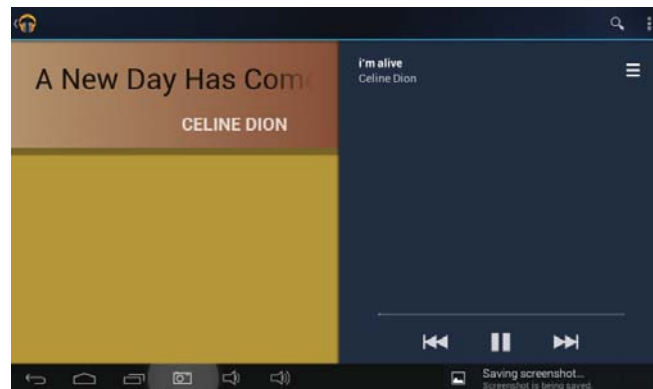 A New Day Has Com
CELINE DION
i'm alive
Celine Dion
Saving screenshot...
Screenshot is being saved.